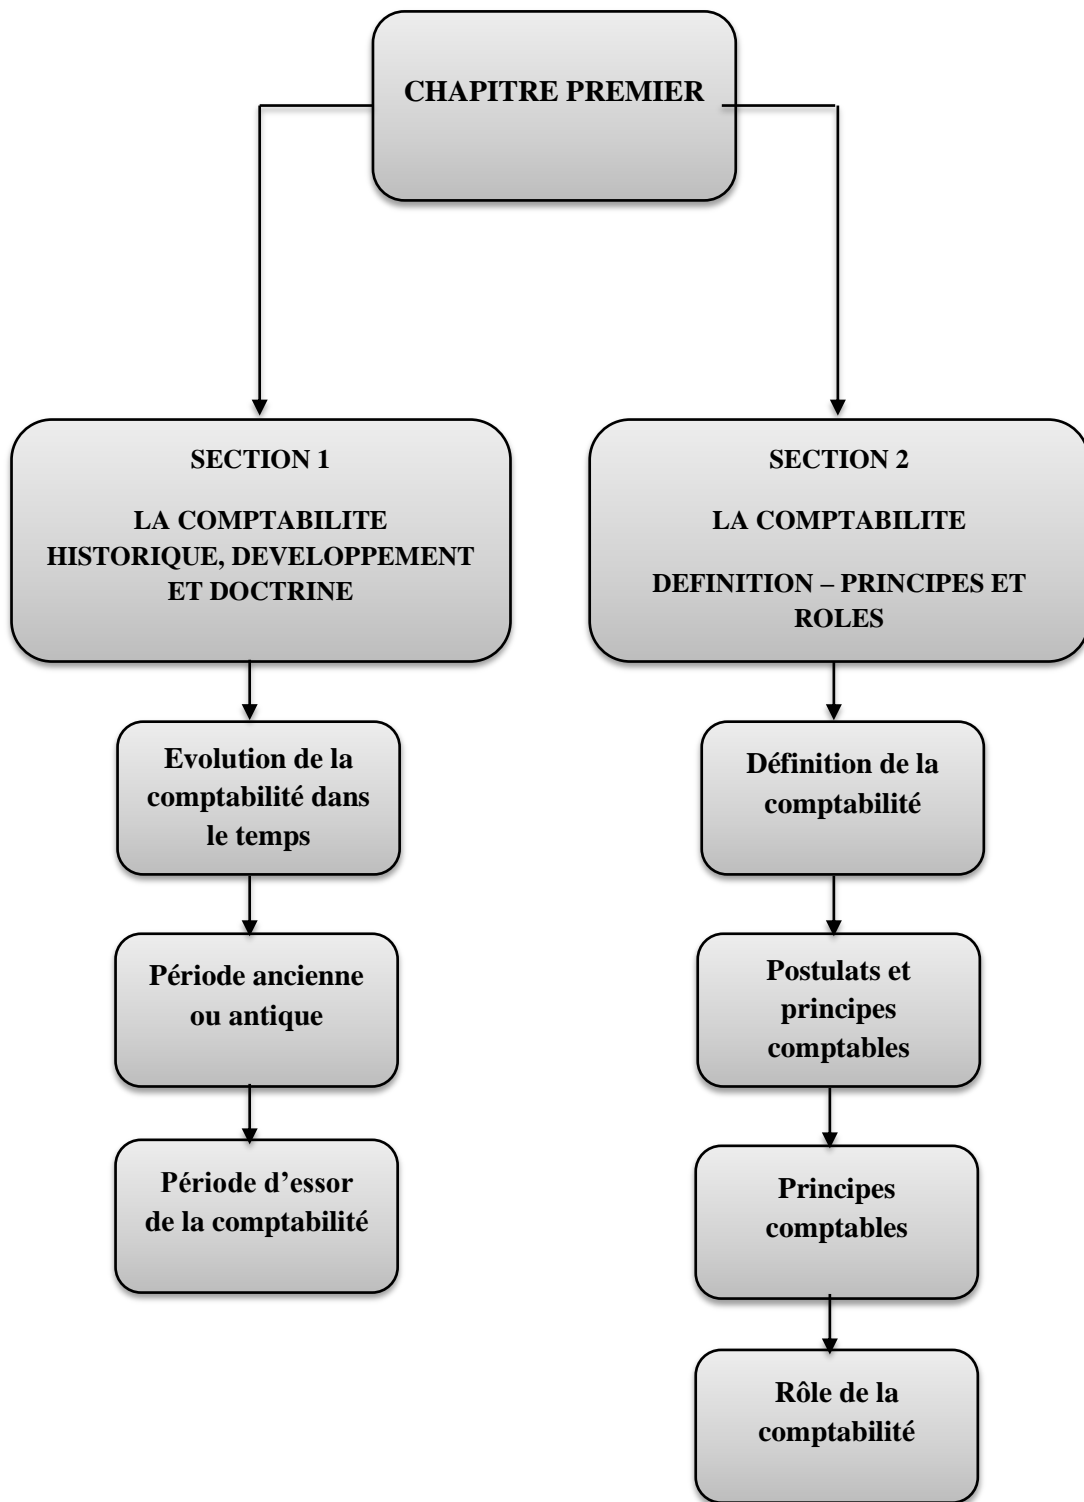 CHAPITRE PREMIER
SECTION 1
LA COMPTABILITE
HISTORIQUE, DEVELOPPEMENT
ET DOCTRINE
Evolution de la
comptabilité dans
le temps
Période ancienne
ou antique
Période d’essor
de la comptabilité
SECTION 2
LA COMPTABILITE
DEFINITION – PRINCIPES ET
ROLES
Définition de la
comptabilité
Postulats et
principes
comptables
Principes
comptables
Rôle de la
comptabilité